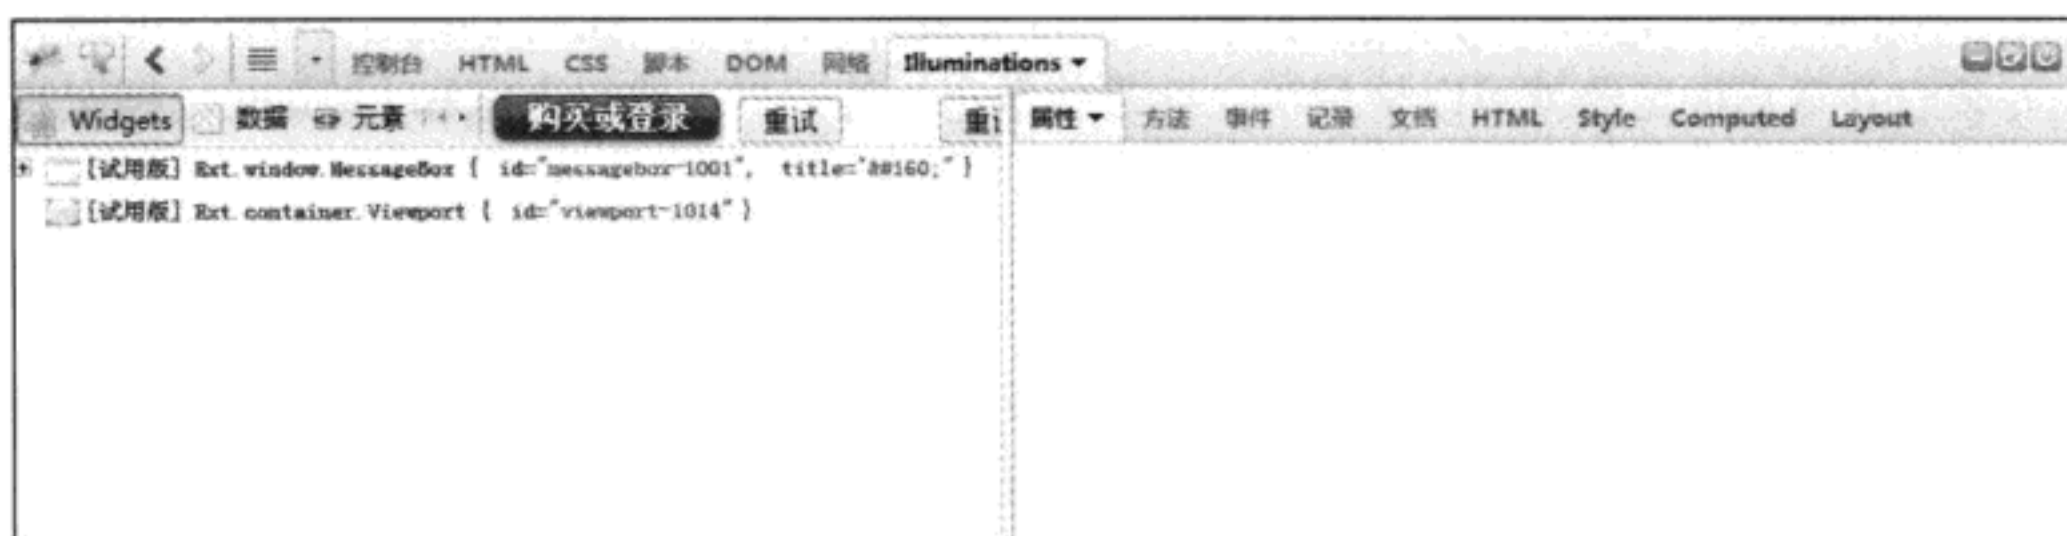 控制台 HTML CSS 脚本 DOM 网络 Illuminations
Widgets 数据 元素 购买或登录 重试 重i
属性 方法 事件 记录 文档 HTML Style Computed Layout
[试用版] Ext.window.MessageBox { id="messagebox-1001", title="&#160;" }
[试用版] Ext.container.Viewport { id="viewport-1014" }